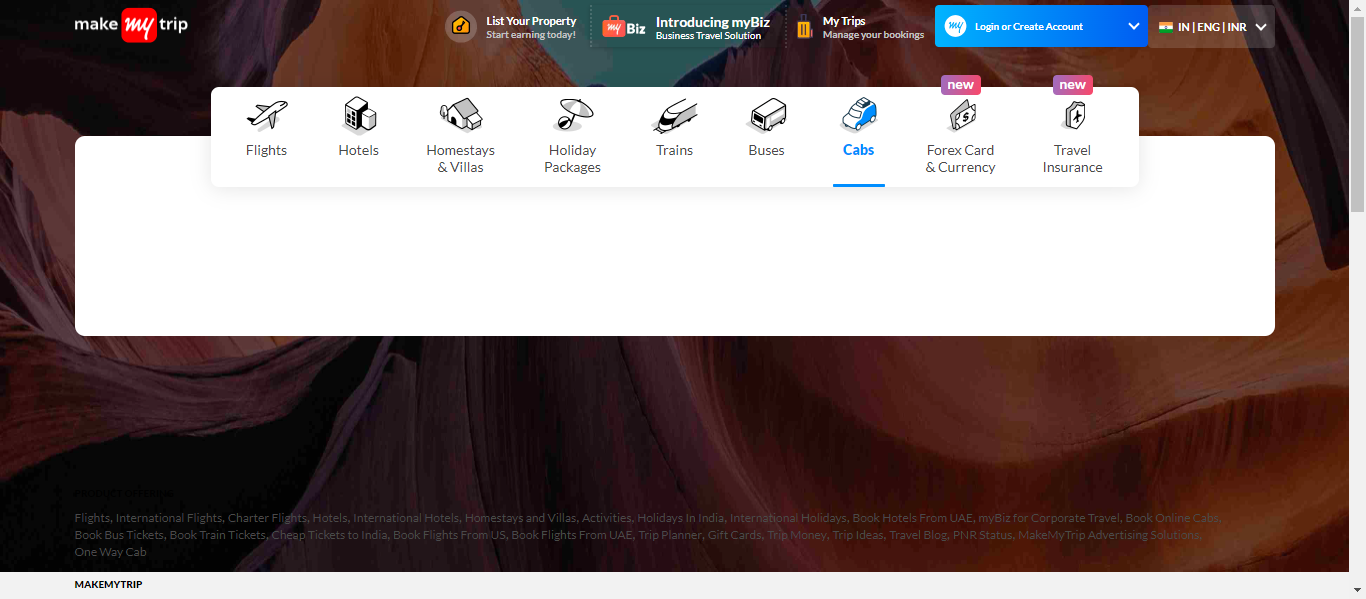 make my trip
List Your Property
Start earning today!
my Biz
Introducing myBiz
Business Travel Solution
My Trips
Manage your bookings
my
Login or Create Account
IN | ENG | INR
new
new
Flights
Hotels
Homestays
& Villas
Holiday
Packages
Trains
Buses
Cabs
Forex Card
& Currency
Travel
Insurance
PRODUCT OFFERING
Flights, International Flights, Charter Flights, Hotels, International Hotels, Homestays and Villas, Activities, Holidays In India, International Holidays, Book Hotels From UAE, myBiz for Corporate Travel, Book Online Cabs,
Book Bus Tickets, Book Train Tickets, Cheap Tickets to India, Book Flights From US, Book Flights From UAE, Trip Planner, Gift Cards, Trip Money, Trip Ideas, Travel Blog, PNR Status, MakeMyTrip Advertising Solutions,
One Way Cab
MAKEMYTRIP